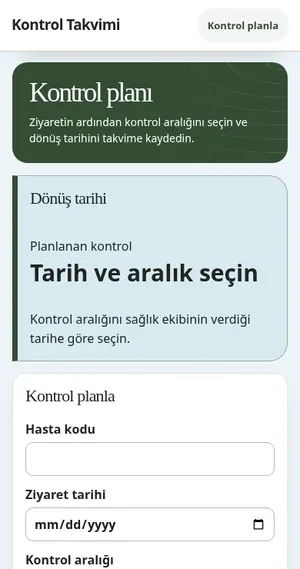 Kontrol Takvimi
Kontrol planla
Kontrol planı
Ziyaretin ardından kontrol aralığını seçin ve
dönüş tarihini takvime kaydedin.
Dönüş tarihi
Planlanan kontrol
Tarih ve aralık seçin
Kontrol aralığını sağlık ekibinin verdiği
tarihe göre seçin.
Kontrol planla
Hasta kodu
Ziyaret tarihi
mm/dd/yyyy
Kontrol aralığı